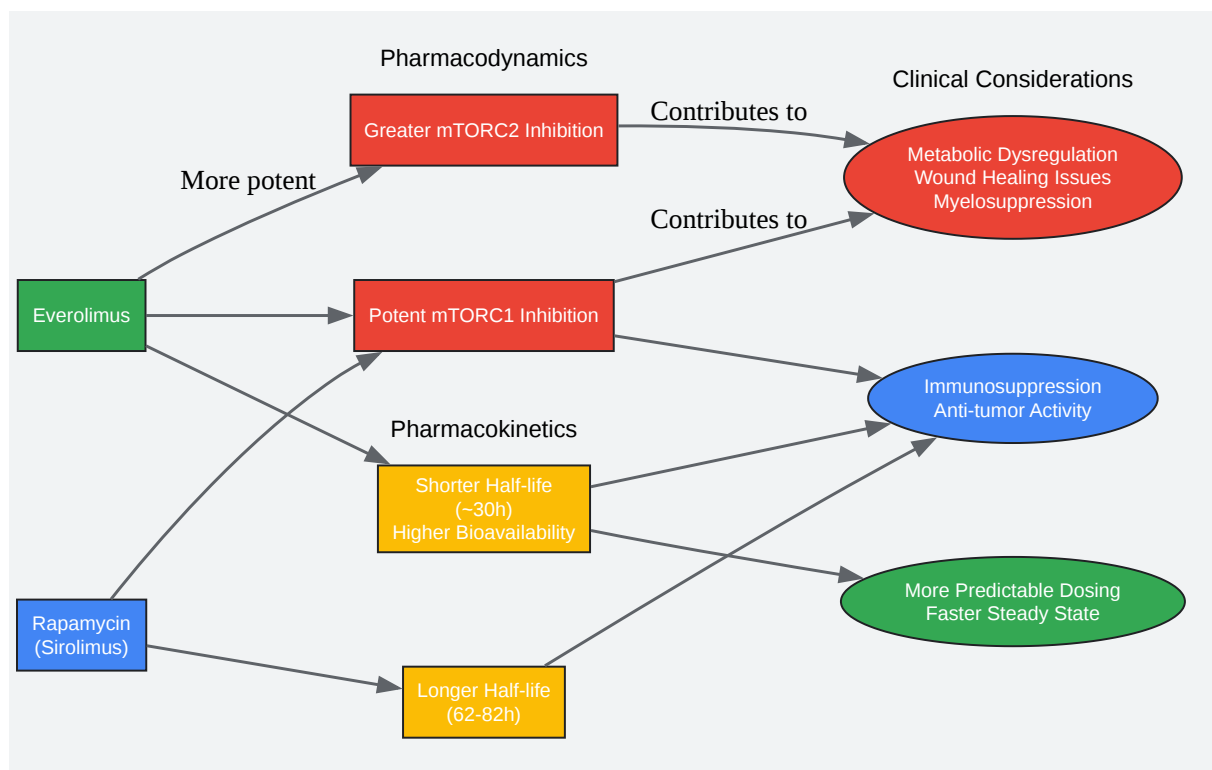 Pharmacodynamics
Clinical Considerations
Greater mTORC2 Inhibition
Contributes to
Metabolic Dysregulation
Wound Healing Issues
Myelosuppression
More potent
Contributes to
Everolimus
Potent mTORC1 Inhibition
Immunosuppression
Anti-tumor Activity
Pharmacokinetics
Shorter Half-life
(~30h)
Higher Bioavailability
More Predictable Dosing
Faster Steady State
Rapamycin
(Sirolimus)
Longer Half-life
(62-82h)